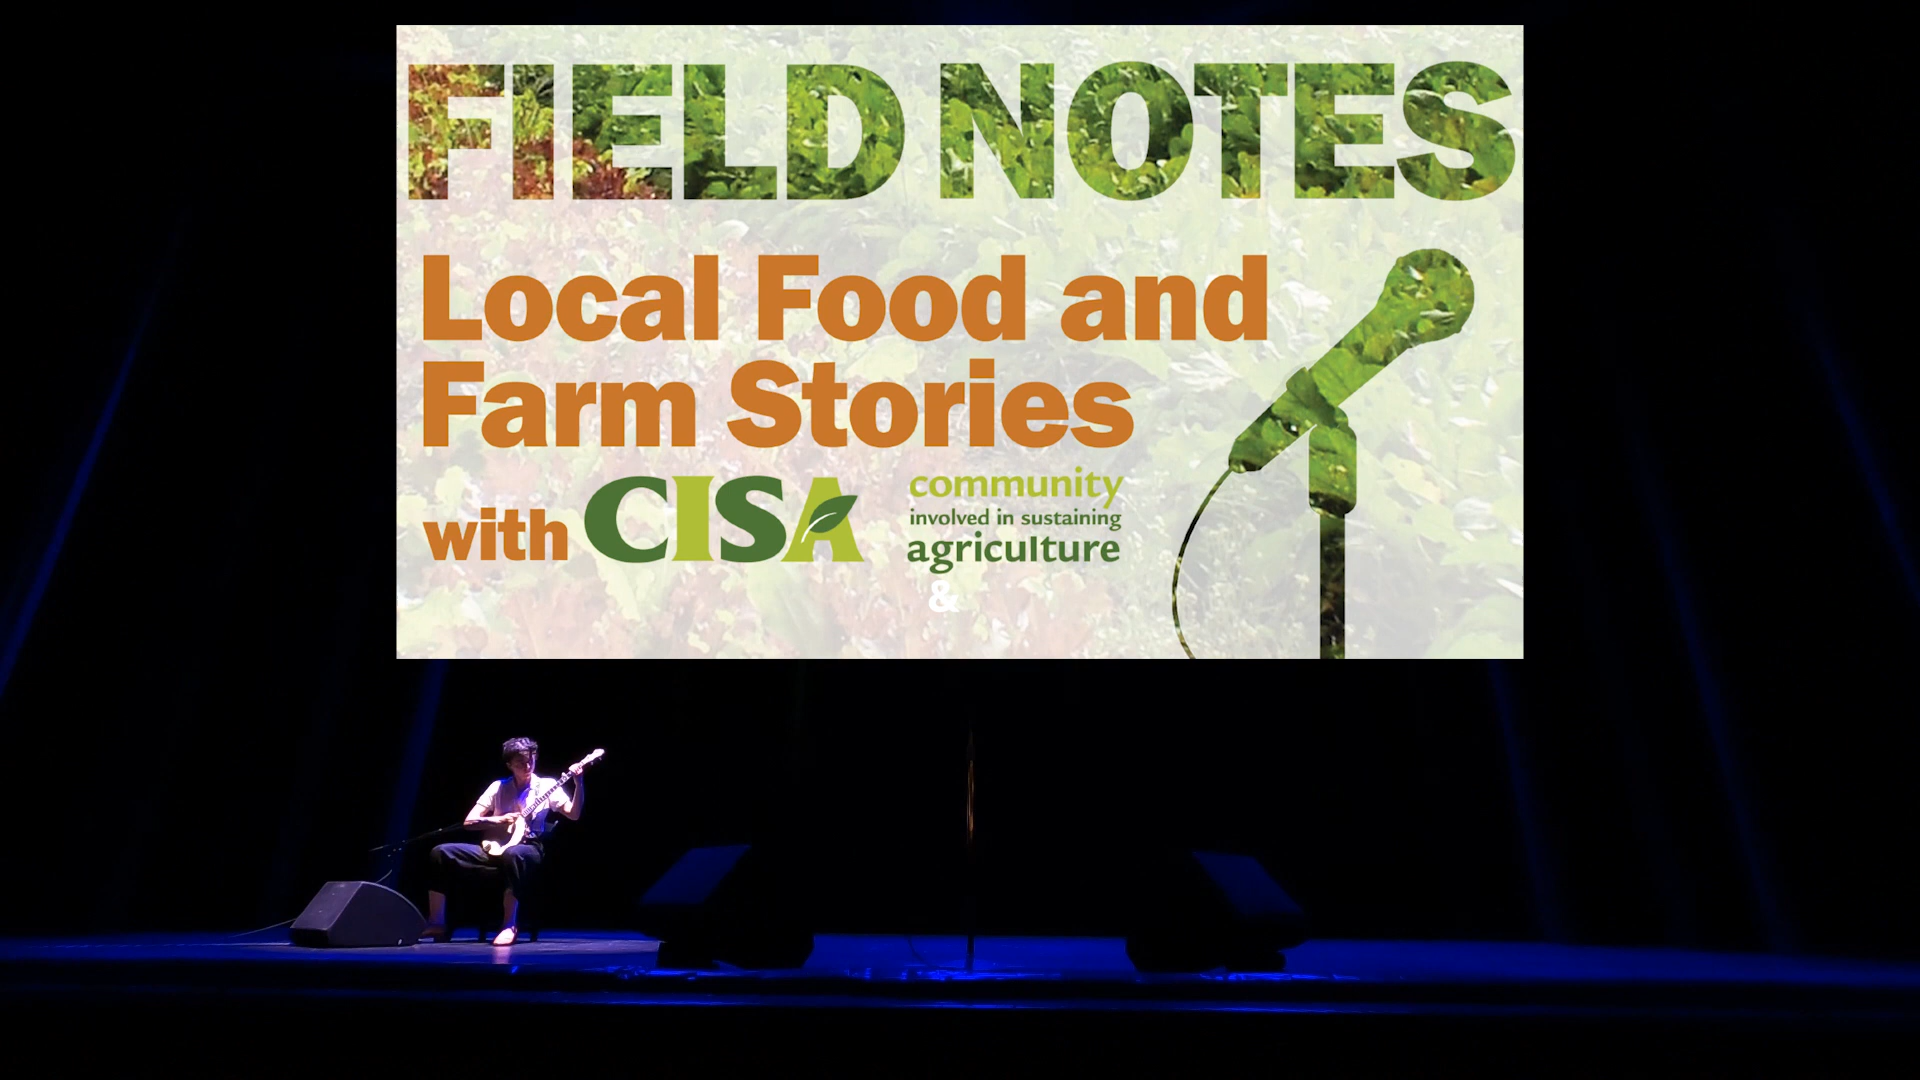 FIELD NOTES
Local Food and
Farm Stories
with CISA
community
involved in sustaining
agriculture
&